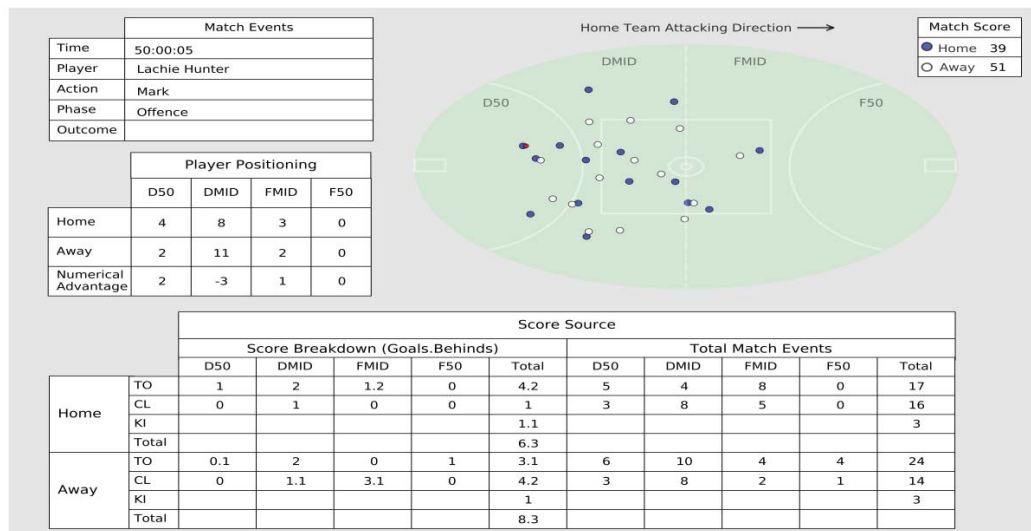 Match Events
Time 50:00:05
Player Lachie Hunter
Action Mark
Phase Offence
Outcome
Home Team Attacking Direction
Match Score
Home 39
Away 51
D50 DMID FMID F50
Player Positioning
D50 DMID FMID F50
Home 4 8 3 0
Away 2 11 2 0
Numerical
Advantage 2 -3 1 0
Score Source
Score Breakdown (Goals.Behinds) Total Match Events
D50 DMID FMID F50 Total D50 DMID FMID F50 Total
Home
TO 1 2 1.2 0 4.2 5 4 8 0 17
CL 0 1 0 0 1 3 8 5 0 16
KI 1.1 3
Total 6.3
Away
TO 0.1 2 0 1 3.1 6 10 4 4 24
CL 0 1.1 3.1 0 4.2 3 8 2 1 14
KI 1 3
Total 8.3